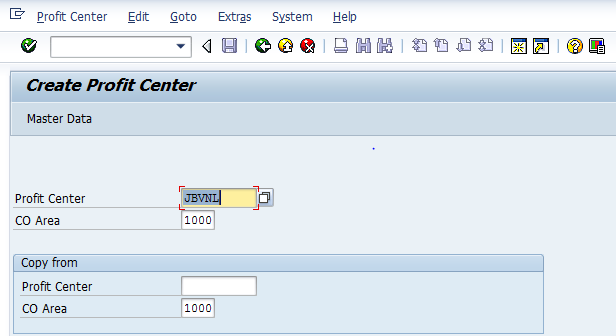 Profit Center Edit Goto Extras System Help
Create Profit Center
Master Data
Profit Center JBVNL
CO Area 1000
Copy from
Profit Center
CO Area 1000